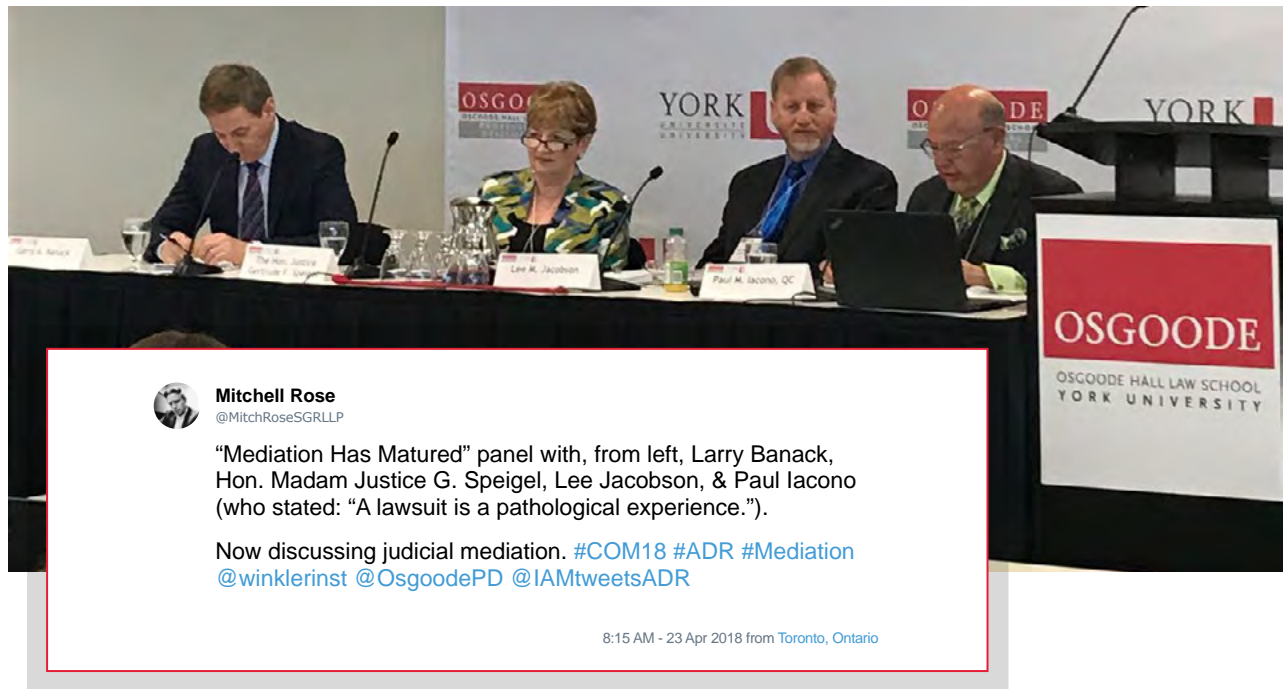 OSGO
YORK U
UNIVERSITÉ
UNIVERSITY
YORK
The Hon. Justice
Lee M. Jacobson
Paul M. Iacono, QC
OSGOODE
OSGOODE HALL LAW SCHOOL
YORK UNIVERSITY
Mitchell Rose
@MitchRoseSGRLLP
“Mediation Has Matured” panel with, from left, Larry Banack,
Hon. Madam Justice G. Speigel, Lee Jacobson, & Paul Iacono
(who stated: “A lawsuit is a pathological experience.”).
Now discussing judicial mediation. #COM18 #ADR #Mediation
@winklerinst @OsgoodePD @IAMtweetsADR
8:15 AM - 23 Apr 2018 from Toronto, Ontario